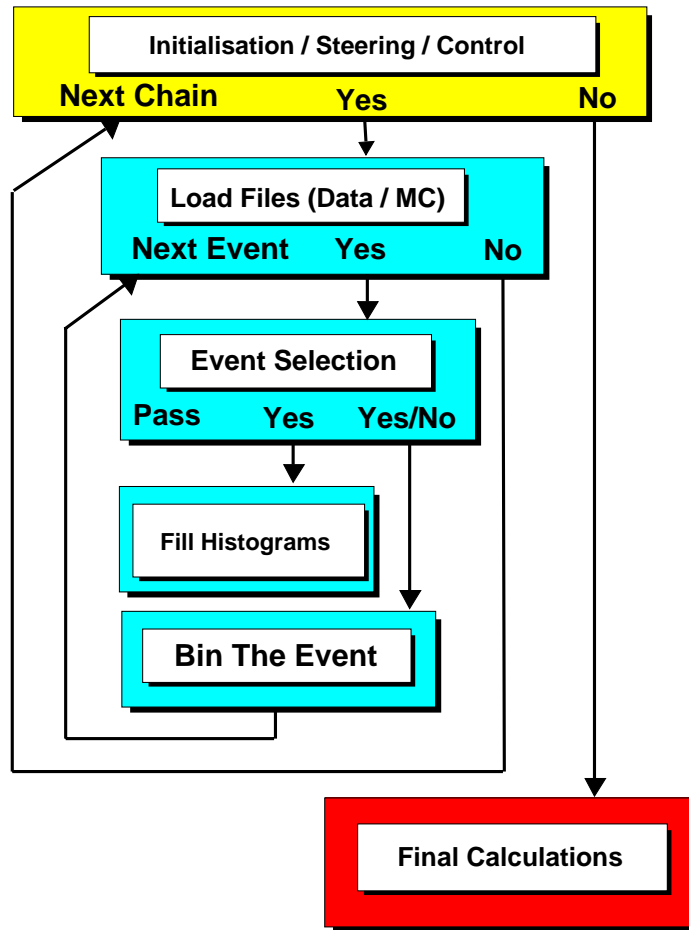 Initialisation / Steering / Control
Next Chain Yes No
Load Files (Data / MC)
Next Event Yes No
Event Selection
Pass Yes Yes/No
Fill Histograms
Bin The Event
Final Calculations